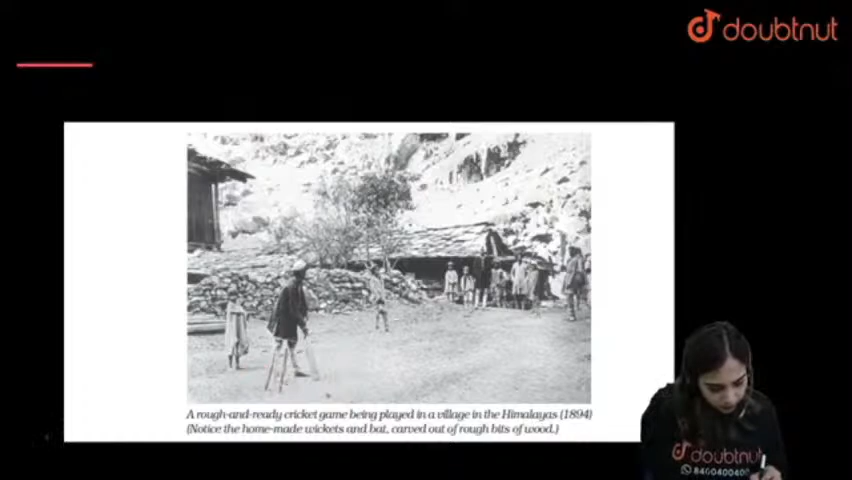 doubtnut
A rough-and-ready cricket game being played in a village in the Himalayas (1894)
(Notice the home-made wickets and bat, carved out of rough bits of wood.)
doubtnut
8400400400